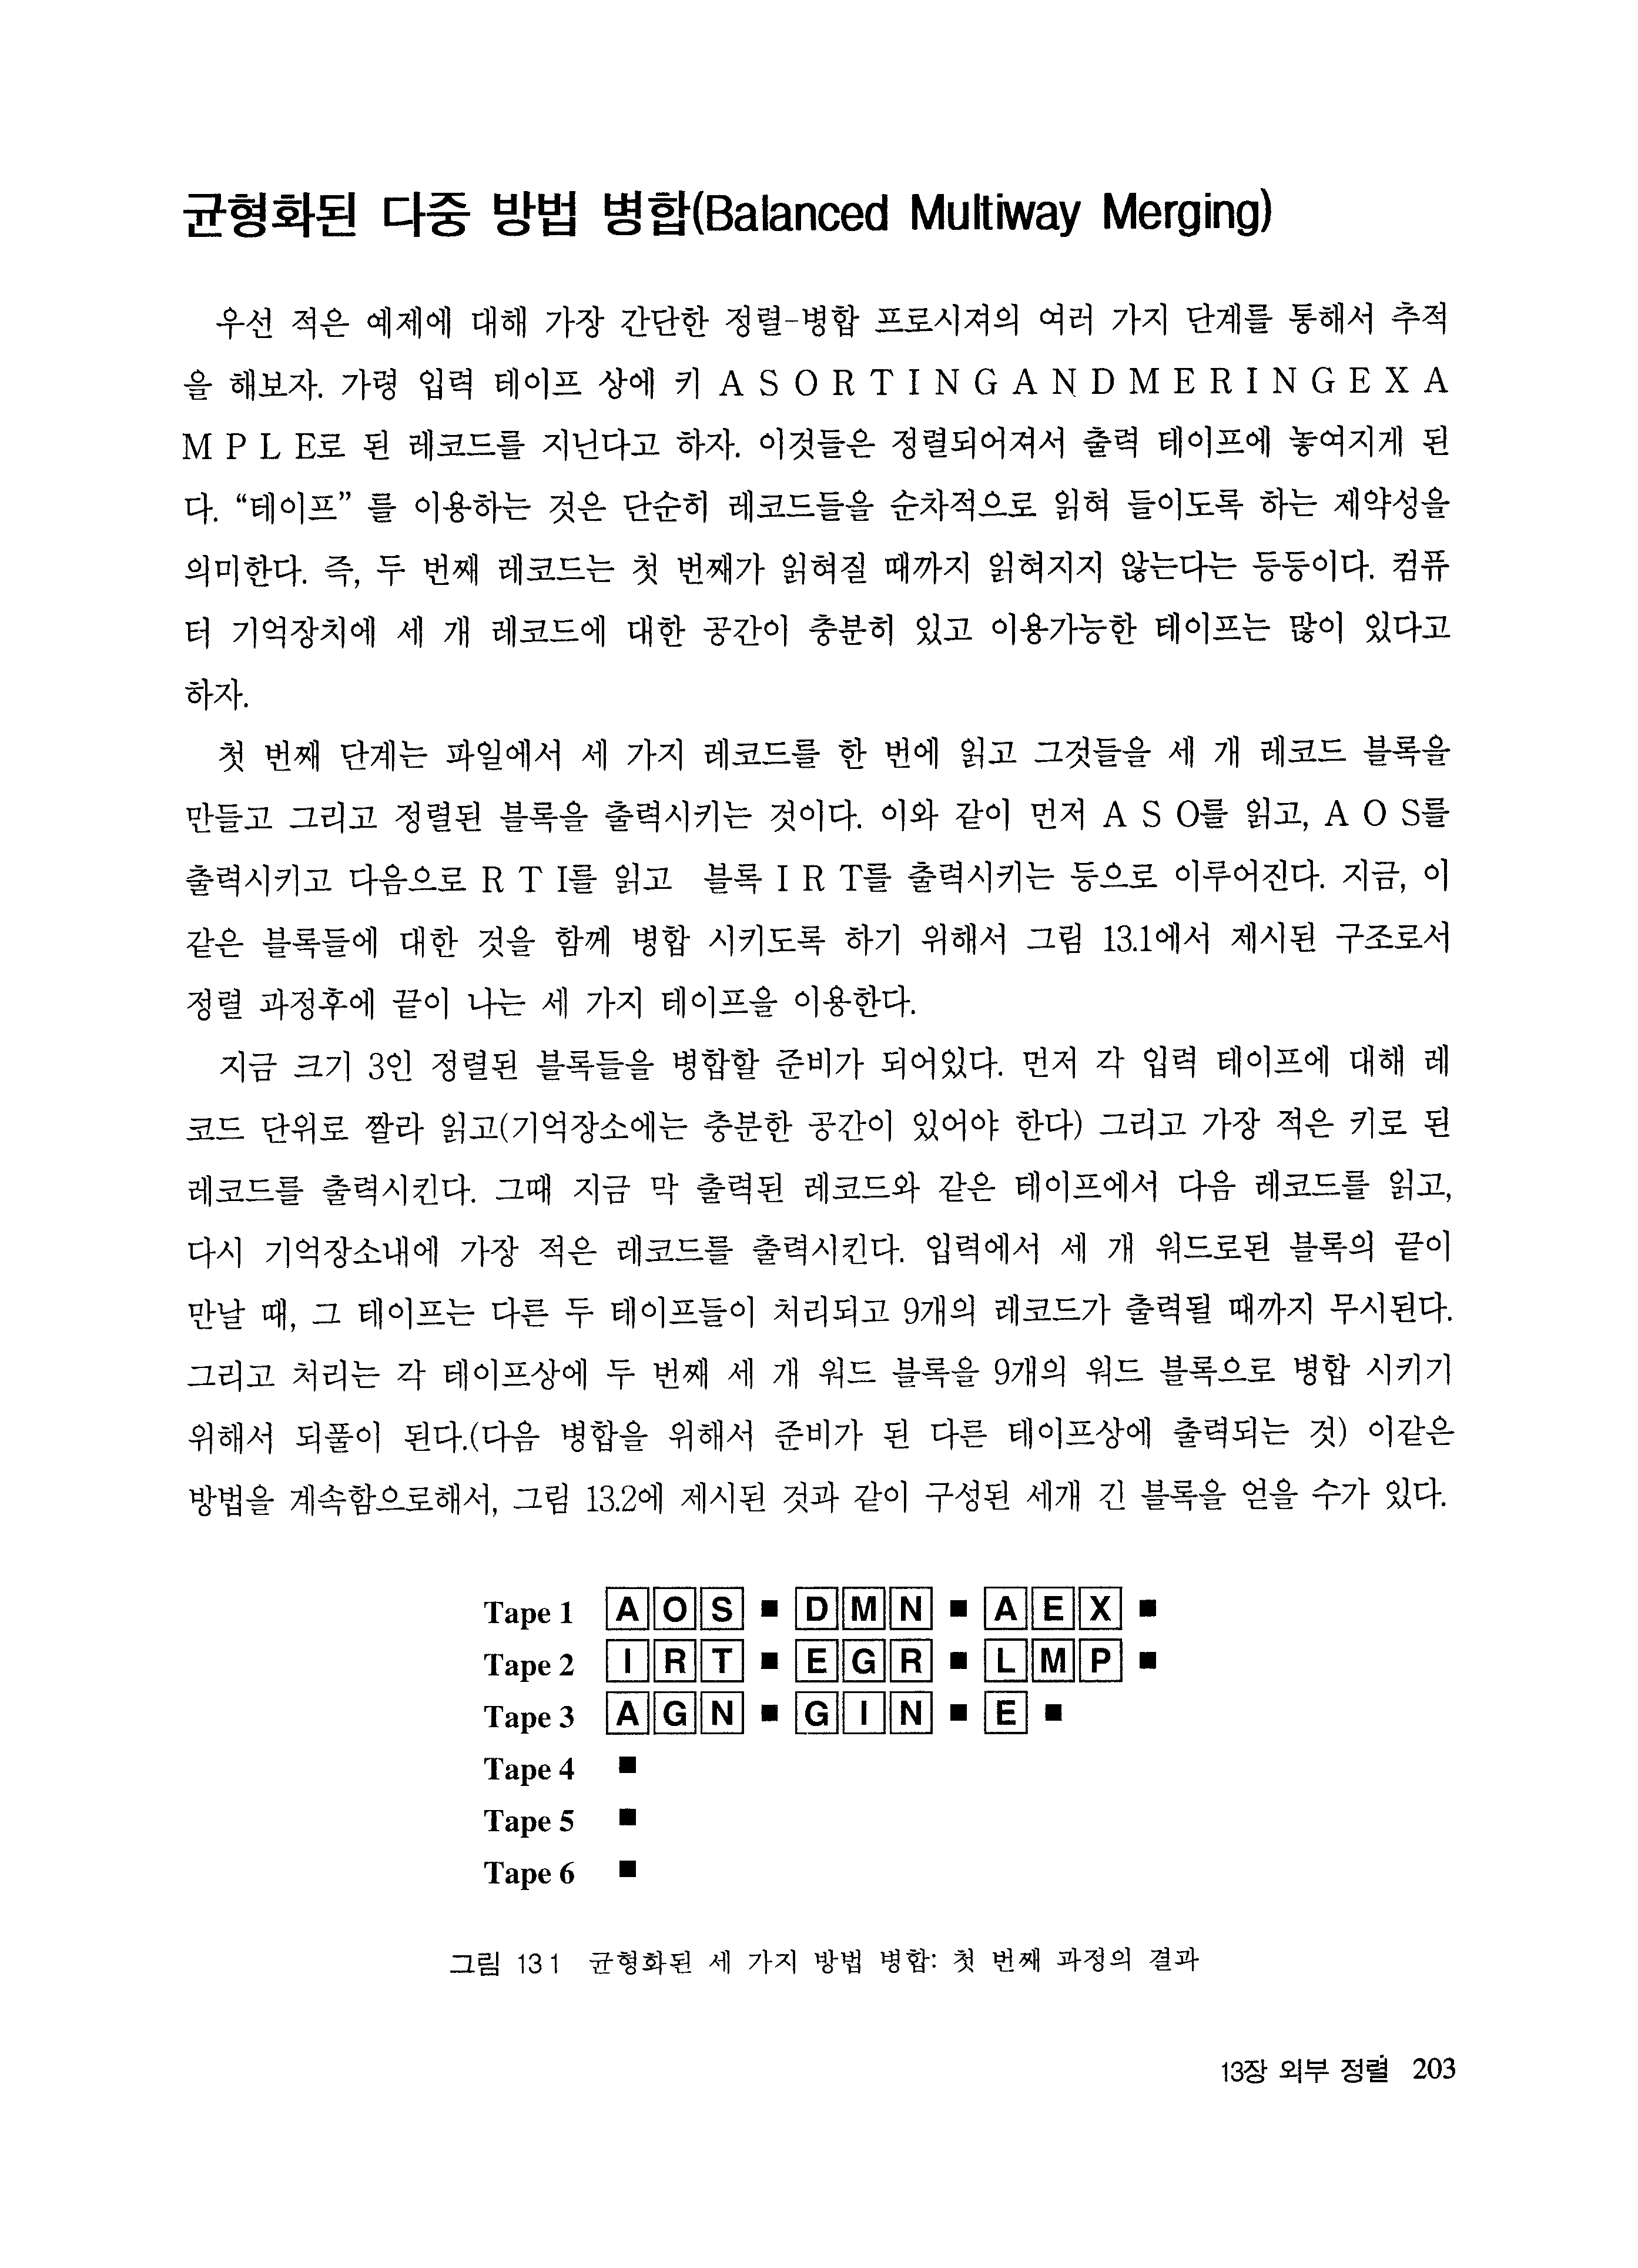 균형화된 다중 방법 병합(Balanced Multiway Merging)
우선 적은 예제에 대해 가장 간단한 정렬-병합 프로시져의 여러 가지 단계를 통해서 추적
을 해보자. 가령 입력 테이프 상에 키 A S O R T I N G A N D M E R I N G E X A
M P L E로 된 레코드를 지닌다고 하자. 이것들은 정렬되어져서 출력 테이프에 놓여지게 된
다. “테이프” 를 이용하는 것은 단순히 레코드들을 순차적으로 읽혀 들이도록 하는 제약성을
의미한다. 즉, 두 번째 레코드는 첫 번째가 읽혀질 때까지 읽혀지지 않는다는 등등이다. 컴퓨
터 기억장치에 세 개 레코드에 대한 공간이 충분히 있고 이용가능한 테이프는 많이 있다고
하자.
첫 번째 단계는 파일에서 세 가지 레코드를 한 번에 읽고 그것들을 세 개 레코드 블록을
만들고 그리고 정렬된 블록을 출력시키는 것이다. 이와 같이 먼저 A S O를 읽고, A O S를
출력시키고 다음으로 R T I를 읽고 블록 I R T를 출력시키는 등으로 이루어진다. 지금, 이
같은 블록들에 대한 것을 함께 병합 시키도록 하기 위해서 그림 13.1에서 제시된 구조로서
정렬 과정후에 끝이 나는 세 가지 테이프을 이용한다.
지금 크기 3인 정렬된 블록들을 병합할 준비가 되어있다. 먼저 각 입력 테이프에 대해 레
코드 단위로 짤라 읽고(기억장소에는 충분한 공간이 있어야 한다) 그리고 가장 적은 키로 된
레코드를 출력시킨다. 그때 지금 막 출력된 레코드와 같은 테이프에서 다음 레코드를 읽고,
다시 기억장소내에 가장 적은 레코드를 출력시킨다. 입력에서 세 개 워드로된 블록의 끝이
만날 때, 그 테이프는 다른 두 테이프들이 처리되고 9개의 레코드가 출력될 때까지 무시된다.
그리고 처리는 각 테이프상에 두 번째 세 개 워드 블록을 9개의 워드 블록으로 병합 시키기
위해서 되풀이 된다.(다음 병합을 위해서 준비가 된 다른 테이프상에 출력되는 것) 이같은
방법을 계속함으로해서, 그림 13.2에 제시된 것과 같이 구성된 세개 긴 블록을 얻을 수가 있다.
Tape 1 A O S ■ D M N ■ A E X ■
Tape 2 I R T ■ E G R ■ L M P ■
Tape 3 A G N ■ G I N ■ E ■
Tape 4 ■
Tape 5 ■
Tape 6 ■
그림 13 1 균형화된 세 가지 방법 병합: 첫 번째 과정의 결과
13장 외부 정렬 203